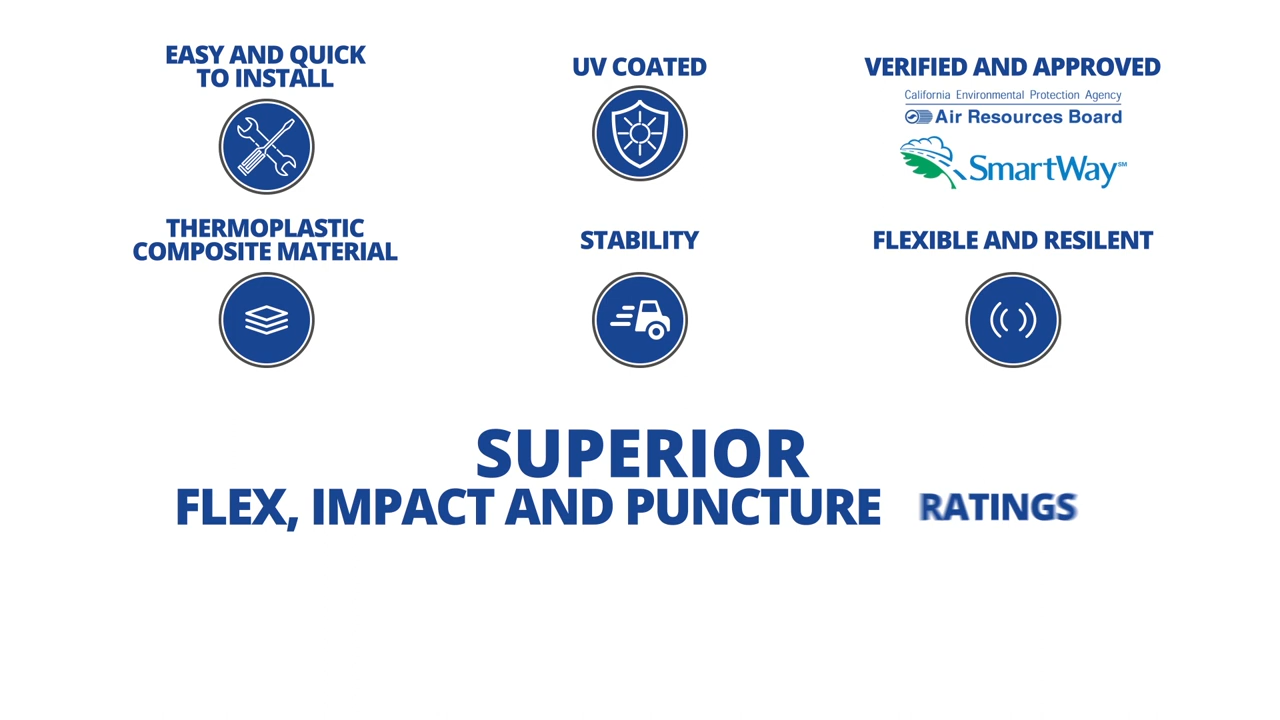 EASY AND QUICK
TO INSTALL
UV COATED
VERIFIED AND APPROVED
California Environmental Protection Agency
Air Resources Board
SmartWay℠
THERMOPLASTIC
COMPOSITE MATERIAL
STABILITY
FLEXIBLE AND RESILENT
SUPERIOR
FLEX, IMPACT AND PUNCTURE RATINGS